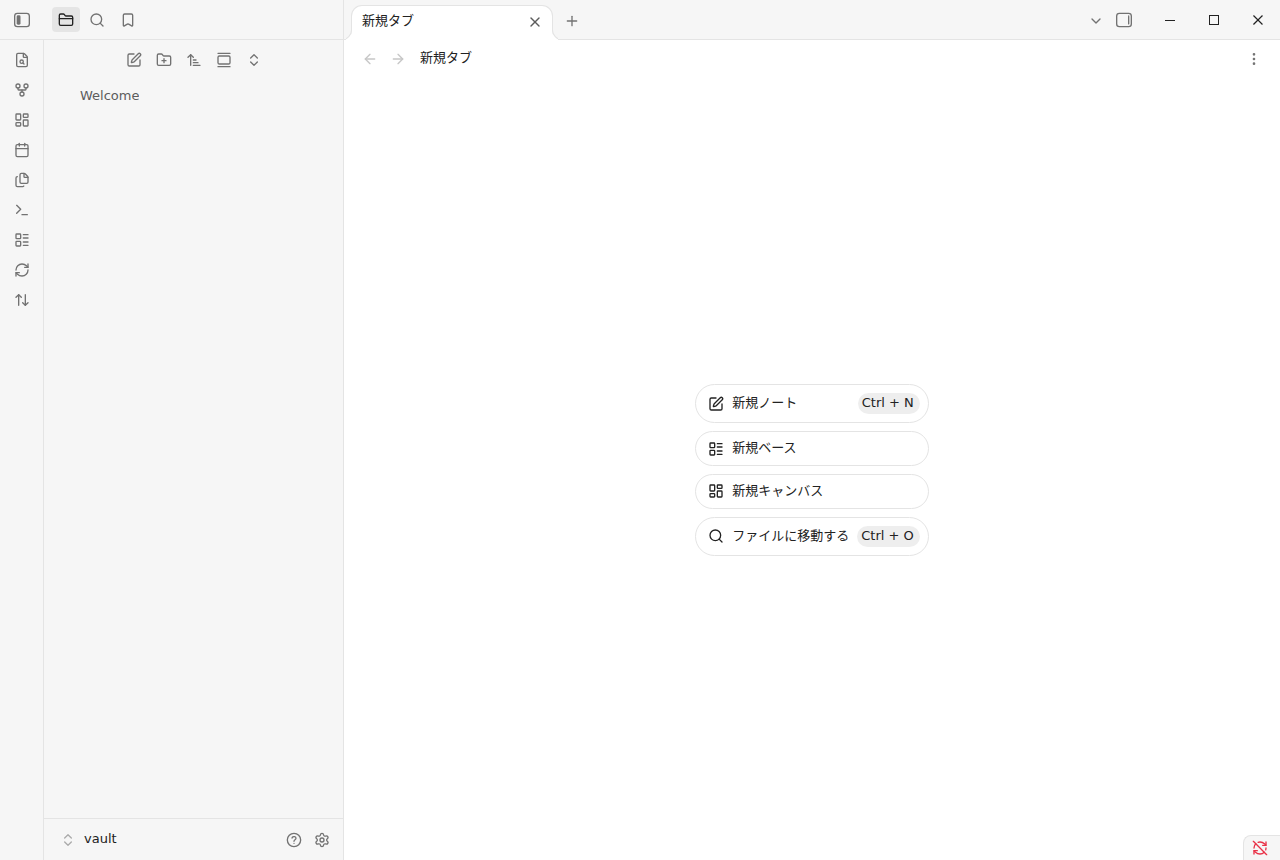 新規タブ
新規タブ
Welcome
新規ノート Ctrl + N
新規ベース
新規キャンバス
ファイルに移動する Ctrl + O
vault